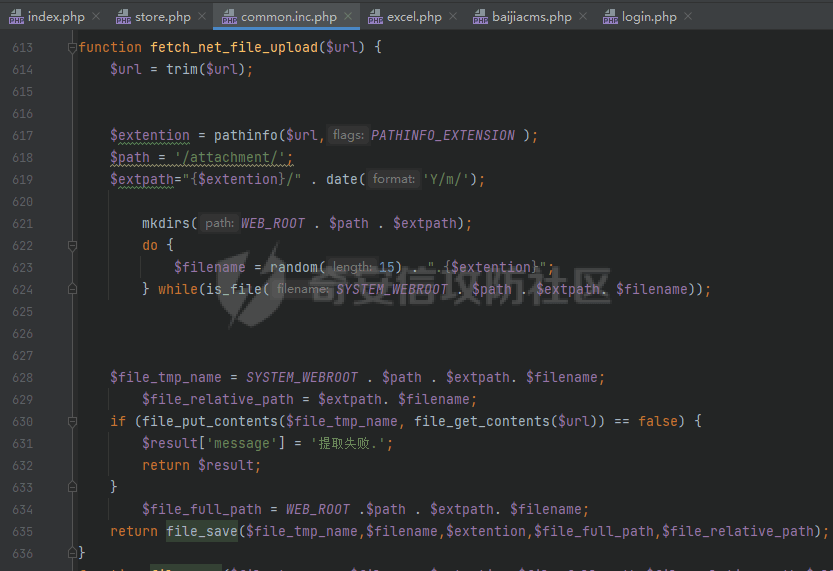 index.php × store.php × common.inc.php × excel.php × baijiacms.php × login.php ×
613 function fetch_net_file_upload($url) {
614 $url = trim($url);
615
616
617 $extention = pathinfo($url, flags: PATHINFO_EXTENSION );
618 $path = '/attachment/';
619 $extpath="{$extention}/" . date( format: 'Y/m/');
620
621 mkdirs( path: WEB_ROOT . $path . $extpath);
622 do {
623 $filename = random( length: 15) . ".{$extention}";
624 } while(is_file( filename: SYSTEM_WEBROOT . $path . $extpath. $filename));
奇安信攻防社区
625
626
627
628 $file_tmp_name = SYSTEM_WEBROOT . $path . $extpath. $filename;
629 $file_relative_path = $extpath. $filename;
630 if (file_put_contents($file_tmp_name, file_get_contents($url)) == false) {
631 $result['message'] = '提取失败.';
632 return $result;
633 }
634 $file_full_path = WEB_ROOT .$path . $extpath. $filename;
635 return file_save($file_tmp_name,$filename,$extention,$file_full_path,$file_relative_path);
636 }